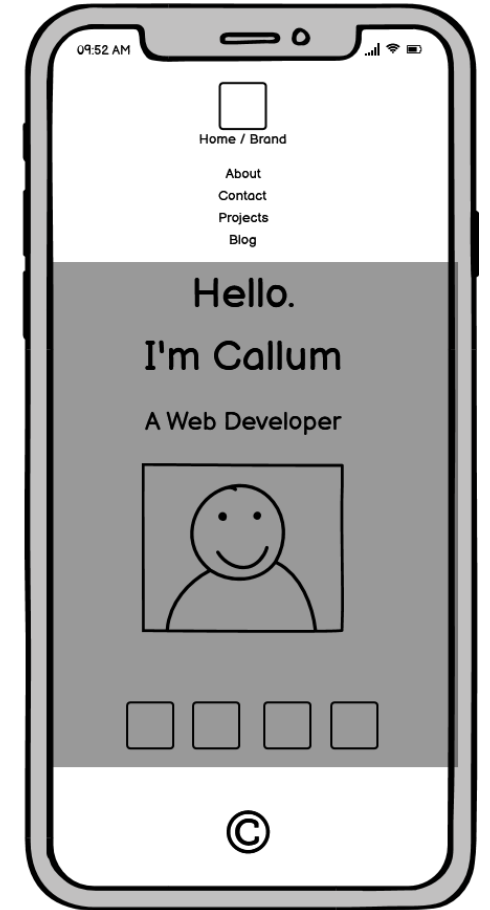 09:52 AM
Home / Brand
About
Contact
Projects
Blog
Hello.
I'm Callum
A Web Developer
©